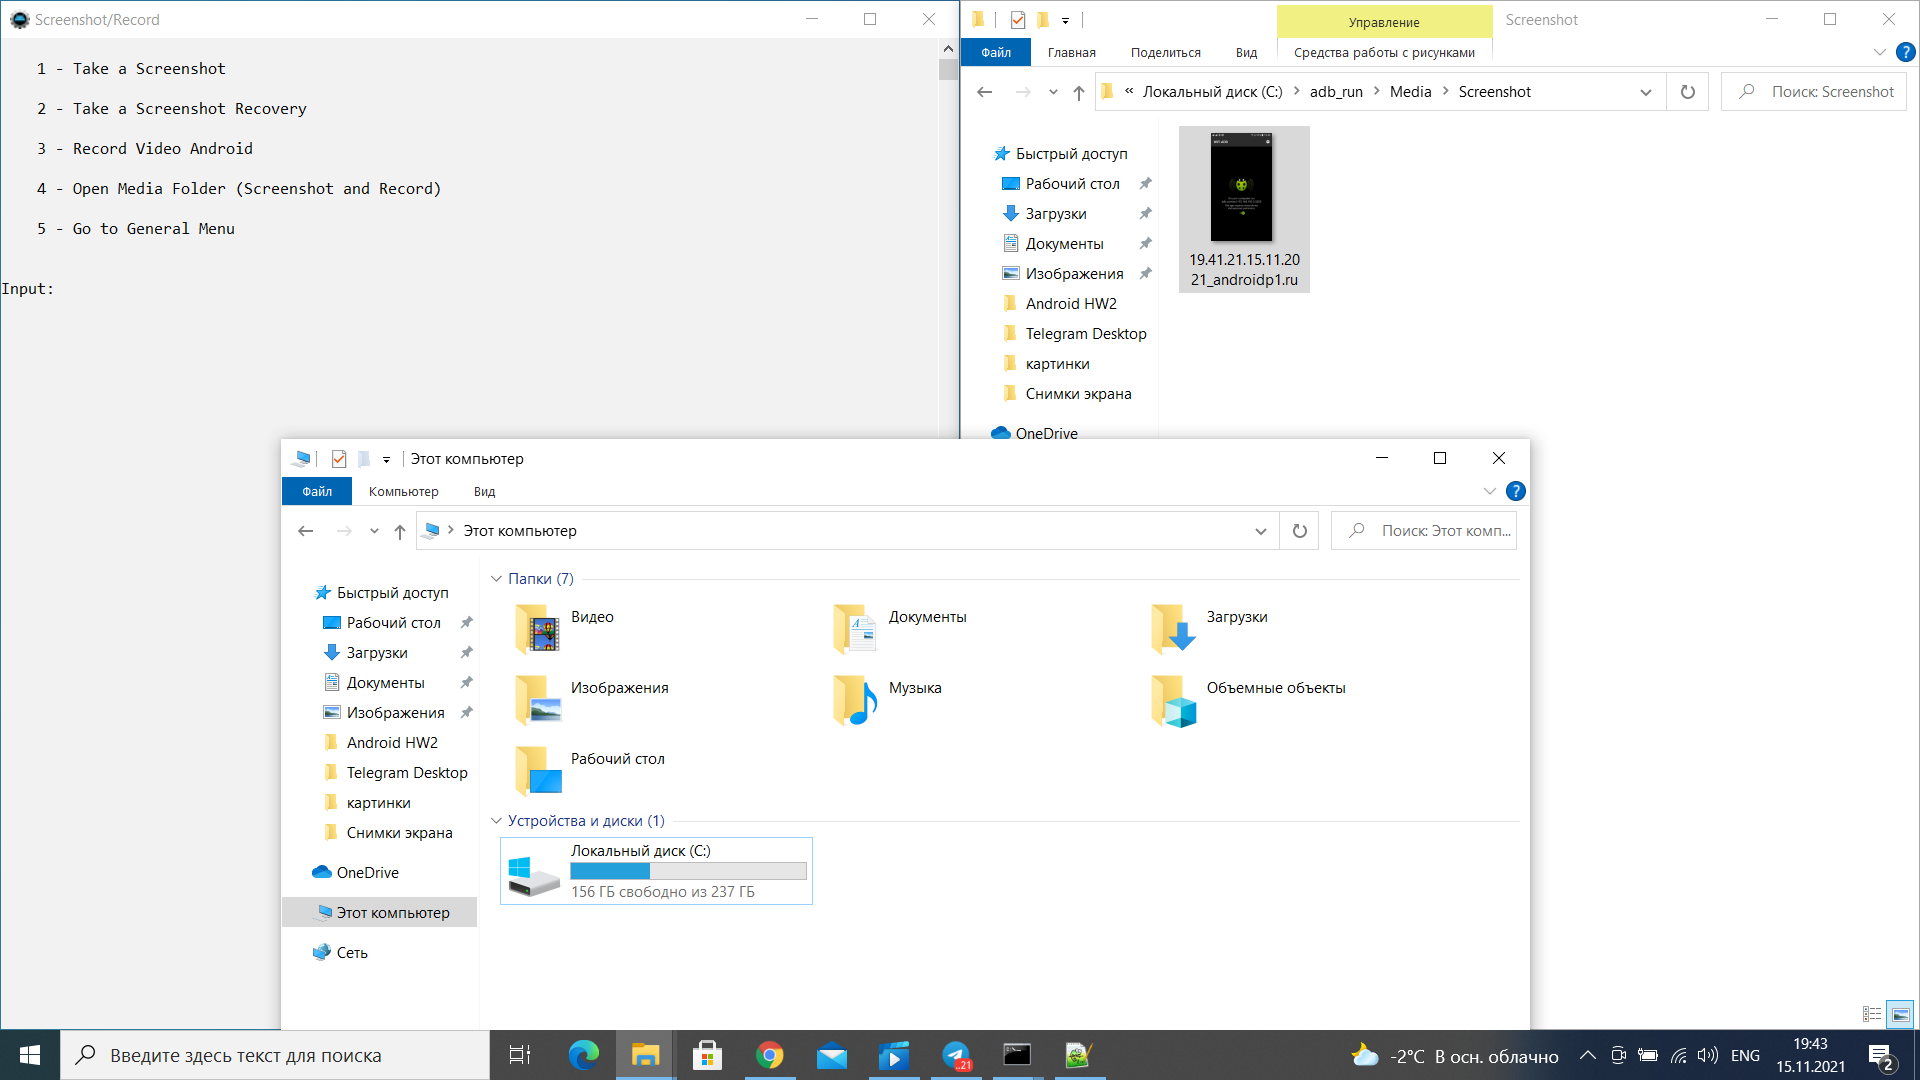 Screenshot/Record
1 - Take a Screenshot
2 - Take a Screenshot Recovery
3 - Record Video Android
4 - Open Media Folder (Screenshot and Record)
5 - Go to General Menu
Input:
Управление
Screenshot
Файл
Главная
Поделиться
Вид
Средства работы с рисунками
« Локальный диск (C:) > adb_run > Media > Screenshot
Поиск: Screenshot
Быстрый доступ
Рабочий стол
Загрузки
Документы
Изображения
Android HW2
Telegram Desktop
картинки
Снимки экрана
OneDrive
19.41.21.15.11.20
21_androidp1.ru
Этот компьютер
Файл
Компьютер
Вид
Этот компьютер
Поиск: Этот комп...
Быстрый доступ
Рабочий стол
Загрузки
Документы
Изображения
Android HW2
Telegram Desktop
картинки
Снимки экрана
OneDrive
Этот компьютер
Сеть
Папки (7)
Видео
Документы
Загрузки
Изображения
Музыка
Объемные объекты
Рабочий стол
Устройства и диски (1)
Локальный диск (C:)
156 ГБ свободно из 237 ГБ
Введите здесь текст для поиска
..21
-2°C В осн. облачно
ENG
19:43
15.11.2021
2